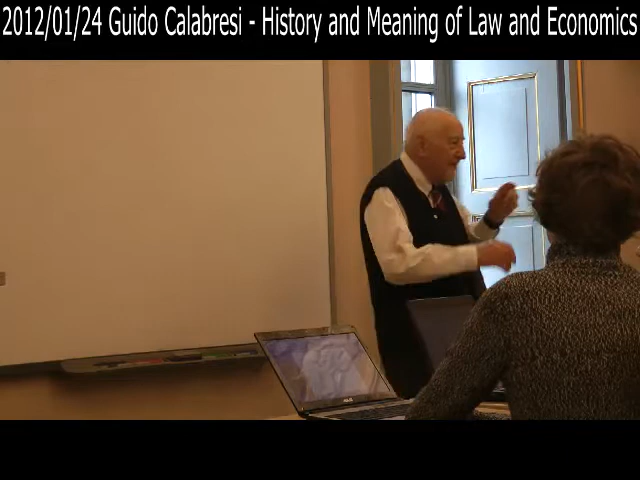 2012/01/24 Guido Calabresi - History and Meaning of Law and Economics